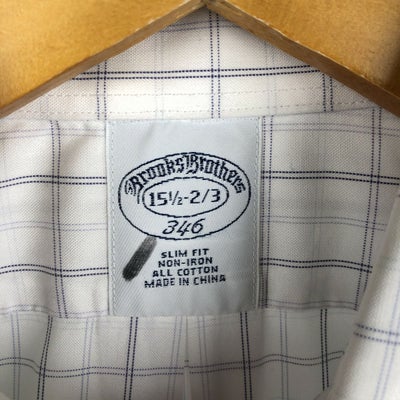 Brooks Brothers
15½-2/3
346
SLIM FIT
NON-IRON
ALL COTTON
MADE IN CHINA